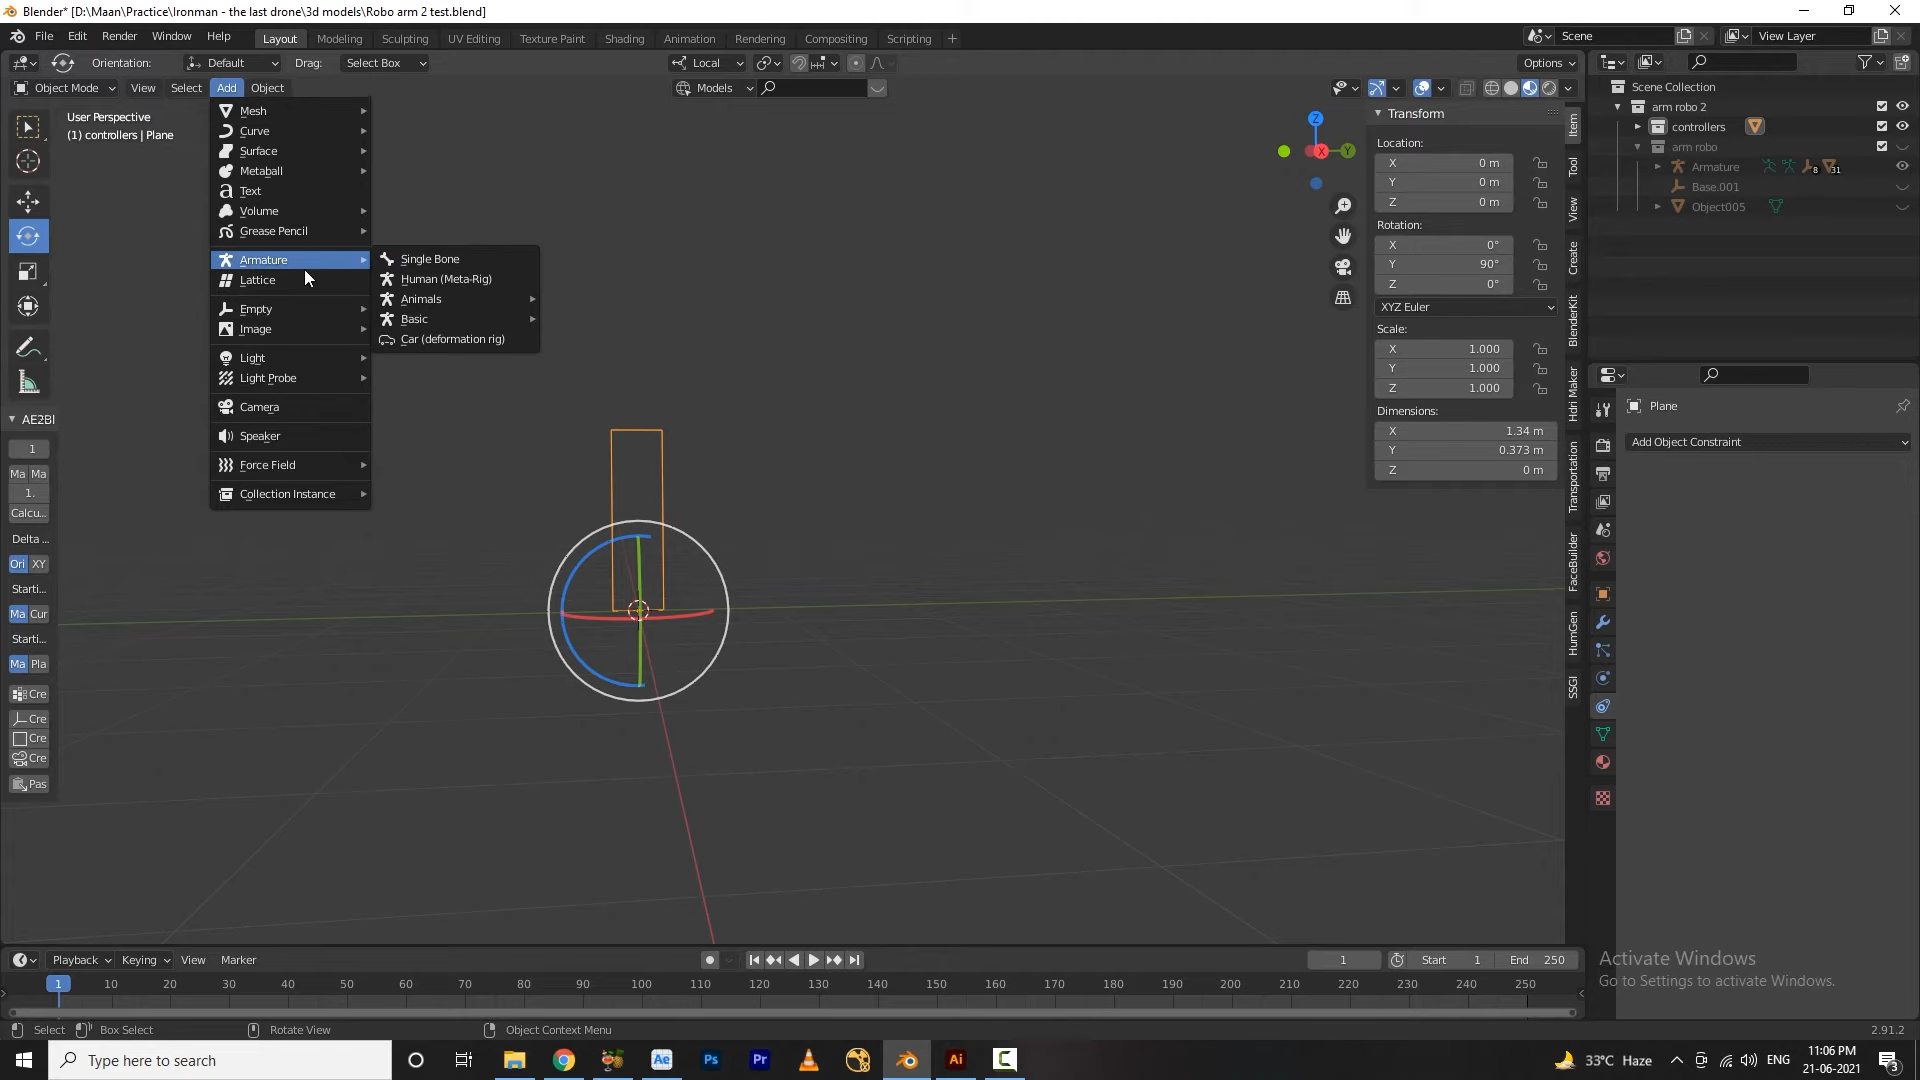 Blender* [D:\Maan\Practice\Ironman - the last drone\3d models\Robo arm 2 test.blend]
File Edit Render Window Help Layout Modeling Sculpting UV Editing Texture Paint Shading Animation Rendering Compositing Scripting + Scene View Layer
Orientation: Default Drag: Select Box Local Options
Object Mode View Select Add Object Models
User Perspective
(1) controllers | Plane
Mesh
Curve
Surface
Metaball
Text
Volume
Grease Pencil
Armature
Lattice
Empty
Image
Light
Light Probe
Camera
Speaker
Force Field
Collection Instance
Single Bone
Human (Meta-Rig)
Animals
Basic
Car (deformation rig)
AE2Bl
1
Ma Ma
1.
Calcu...
Delta ...
Ori XY
Starti...
Ma Cur
Starti...
Ma Pla
Cre
Cre
Cre
Cre
Pas
Z
X
Y
Transform
Location:
X 0 m
Y 0 m
Z 0 m
Rotation:
X 0°
Y 90°
Z 0°
XYZ Euler
Scale:
X 1.000
Y 1.000
Z 1.000
Dimensions:
X 1.34 m
Y 0.373 m
Z 0 m
Item
Tool
View
Create
BlenderKit
Hdri Maker
Transportation
FaceBuilder
HumGen
SSGI
Scene Collection
arm robo 2
controllers
arm robo
Armature 8 31
Base.001
Object005
Plane
Add Object Constraint
Activate Windows
Go to Settings to activate Windows.
Playback Keying View Marker 1 Start 1 End 250
1 10 20 30 40 50 60 70 80 90 100 110 120 130 140 150 160 170 180 190 200 210 220 230 240 250
Select Box Select Rotate View Object Context Menu 2.91.2
Type here to search Ae Ps Pr Ai C 33°C Haze ENG 11:06 PM
21-06-2021 3